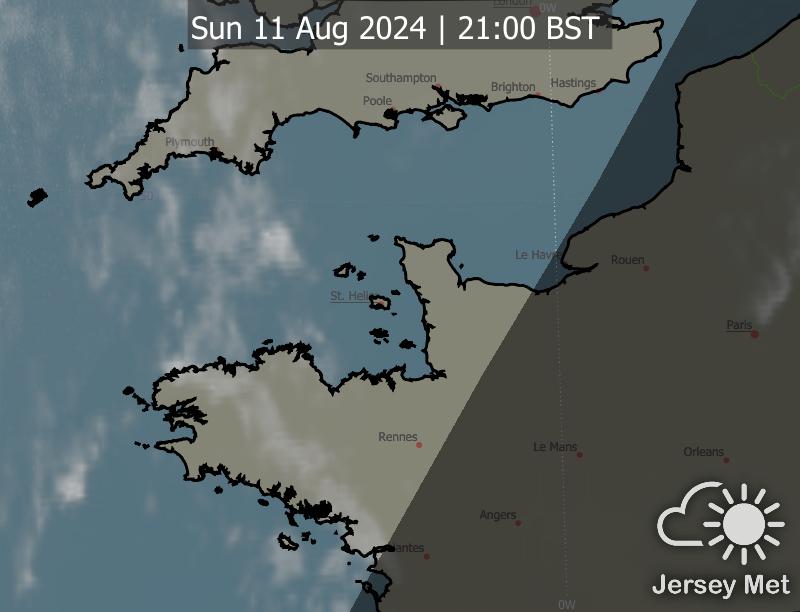 London
0W
Sun 11 Aug 2024 | 21:00 BST
Southampton
Brighton
Hastings
Poole
Plymouth
Le Havre
Rouen
St. Helier
Paris
Rennes
Le Mans
Orleans
Angers
Nantes
Jersey Met
0W